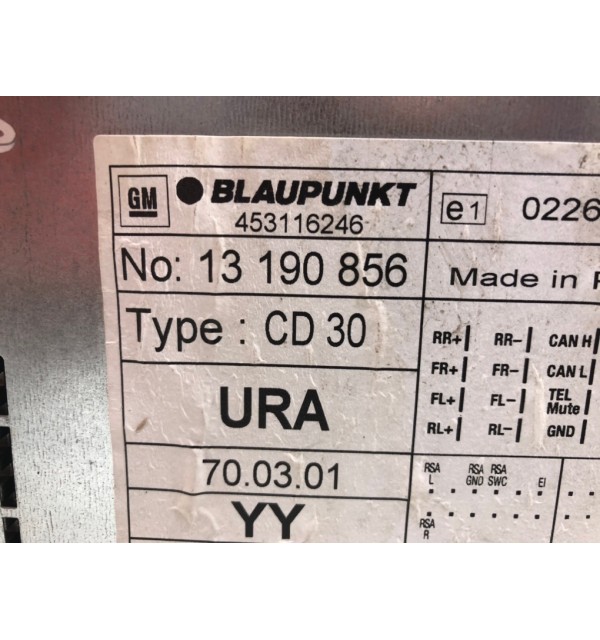 GM BLAUPUNKT
453116246
e1 0226
No: 13 190 856
Made in
Type : CD 30
URA
70.03.01
YY
RR+ RR- CAN H
FR+ FR- CAN L
FL+ FL- TEL Mute
RL+ RL- GND
RSA L RSA GND RSA SWC EI
RSA R